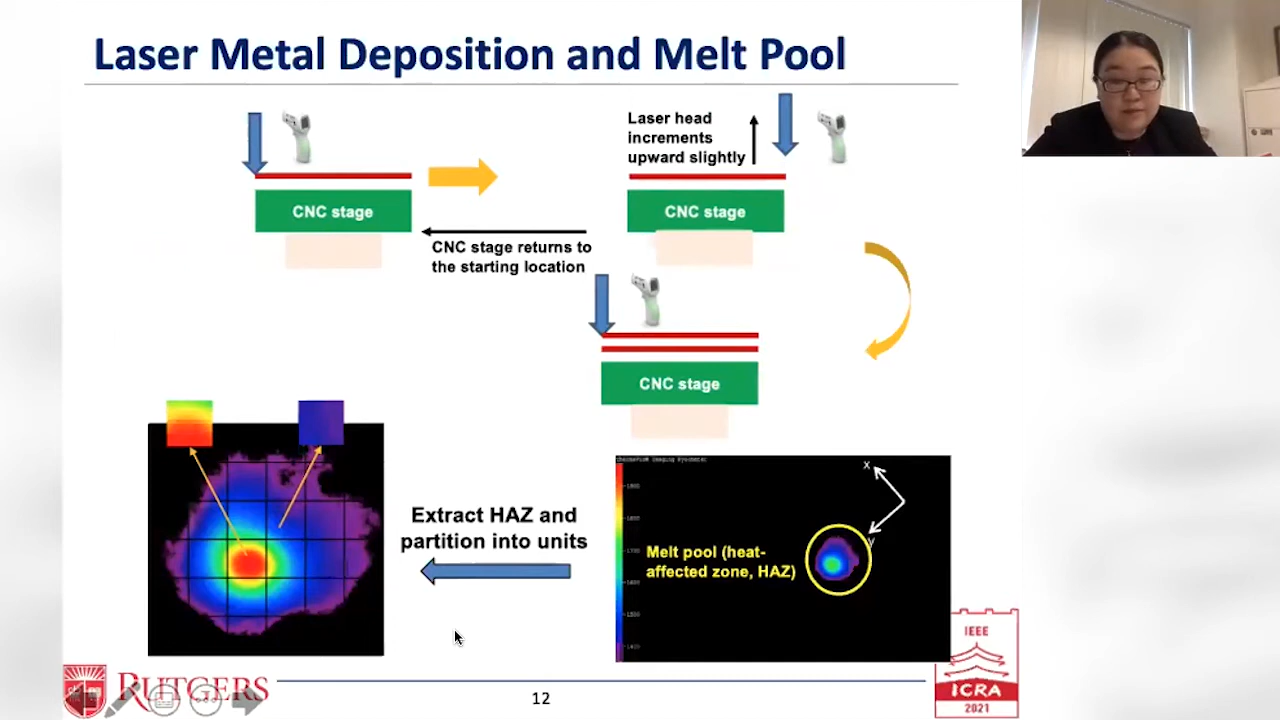 Laser Metal Deposition and Melt Pool
Laser head
increments
upward slightly
CNC stage
CNC stage
CNC stage returns to
the starting location
CNC stage
Extract HAZ and
partition into units
Melt pool (heat-
affected zone, HAZ)
x
y
RUTGERS
12
IEEE
ICRA
2021